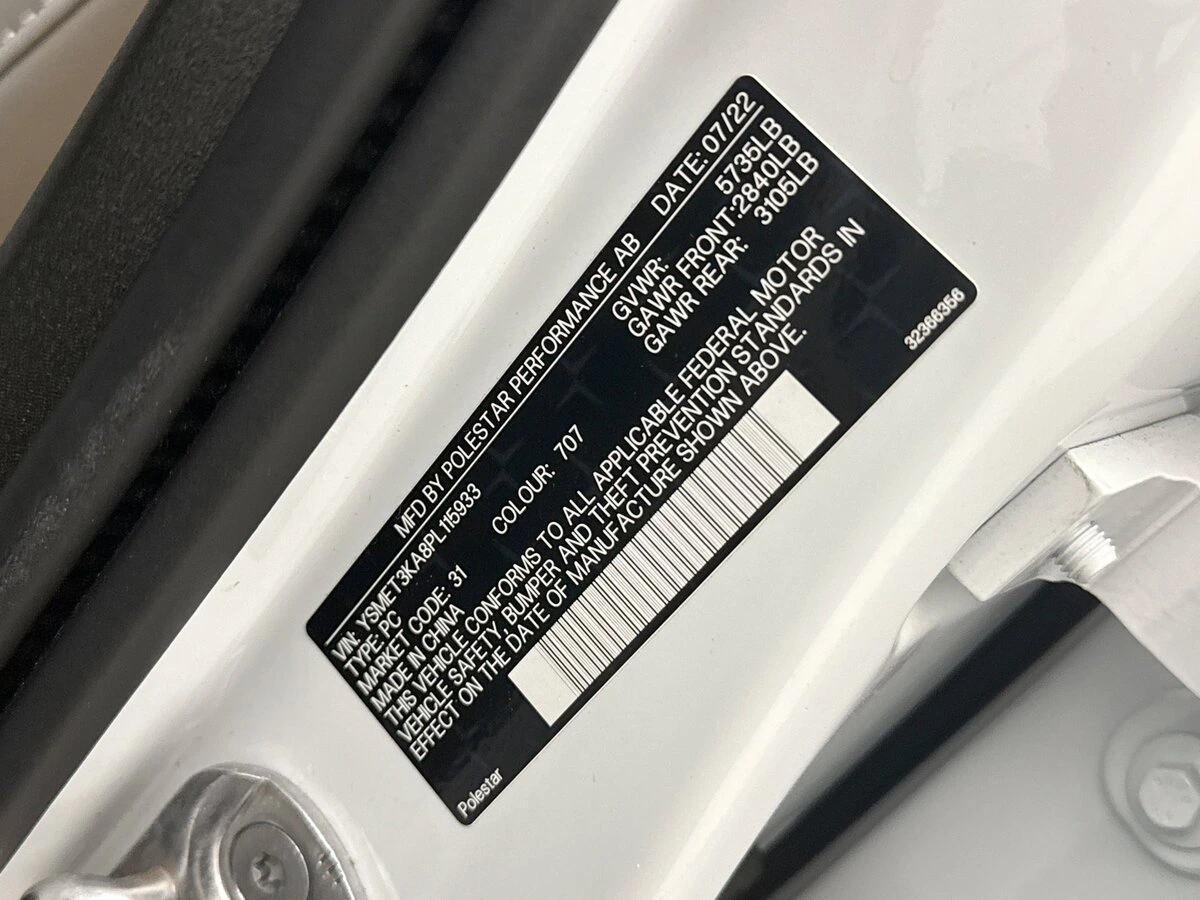 MFD BY POLESTAR PERFORMANCE AB DATE: 07/22
VIN: YSMET3KA8PL115933 GVWR: 5735LB
TYPE: PC GAWR FRONT: 2840LB
MARKET CODE: 31 COLOUR: 707 GAWR REAR: 3105LB
MADE IN CHINA
THIS VEHICLE CONFORMS TO ALL APPLICABLE FEDERAL MOTOR
VEHICLE SAFETY, BUMPER AND THEFT PREVENTION STANDARDS IN
EFFECT ON THE DATE OF MANUFACTURE SHOWN ABOVE.
Polestar 32366356